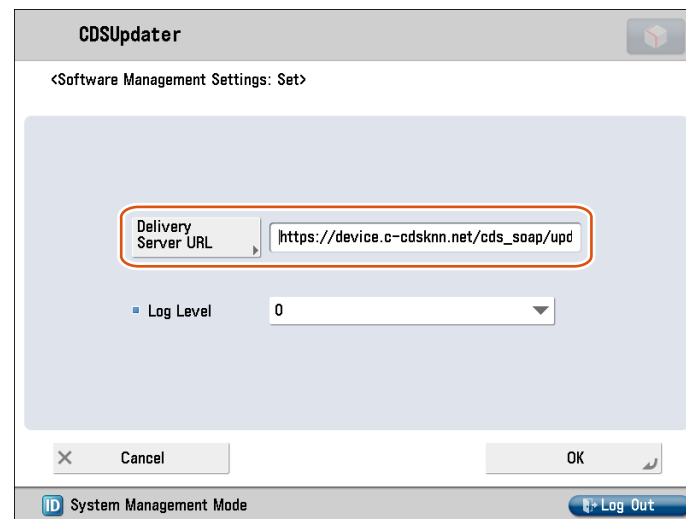 CDSUpdater
<Software Management Settings: Set>
Delivery
Server URL
https://device.c-cdsknn.net/cds_soap/upd
Log Level
0
Cancel
OK
ID System Management Mode
Log Out